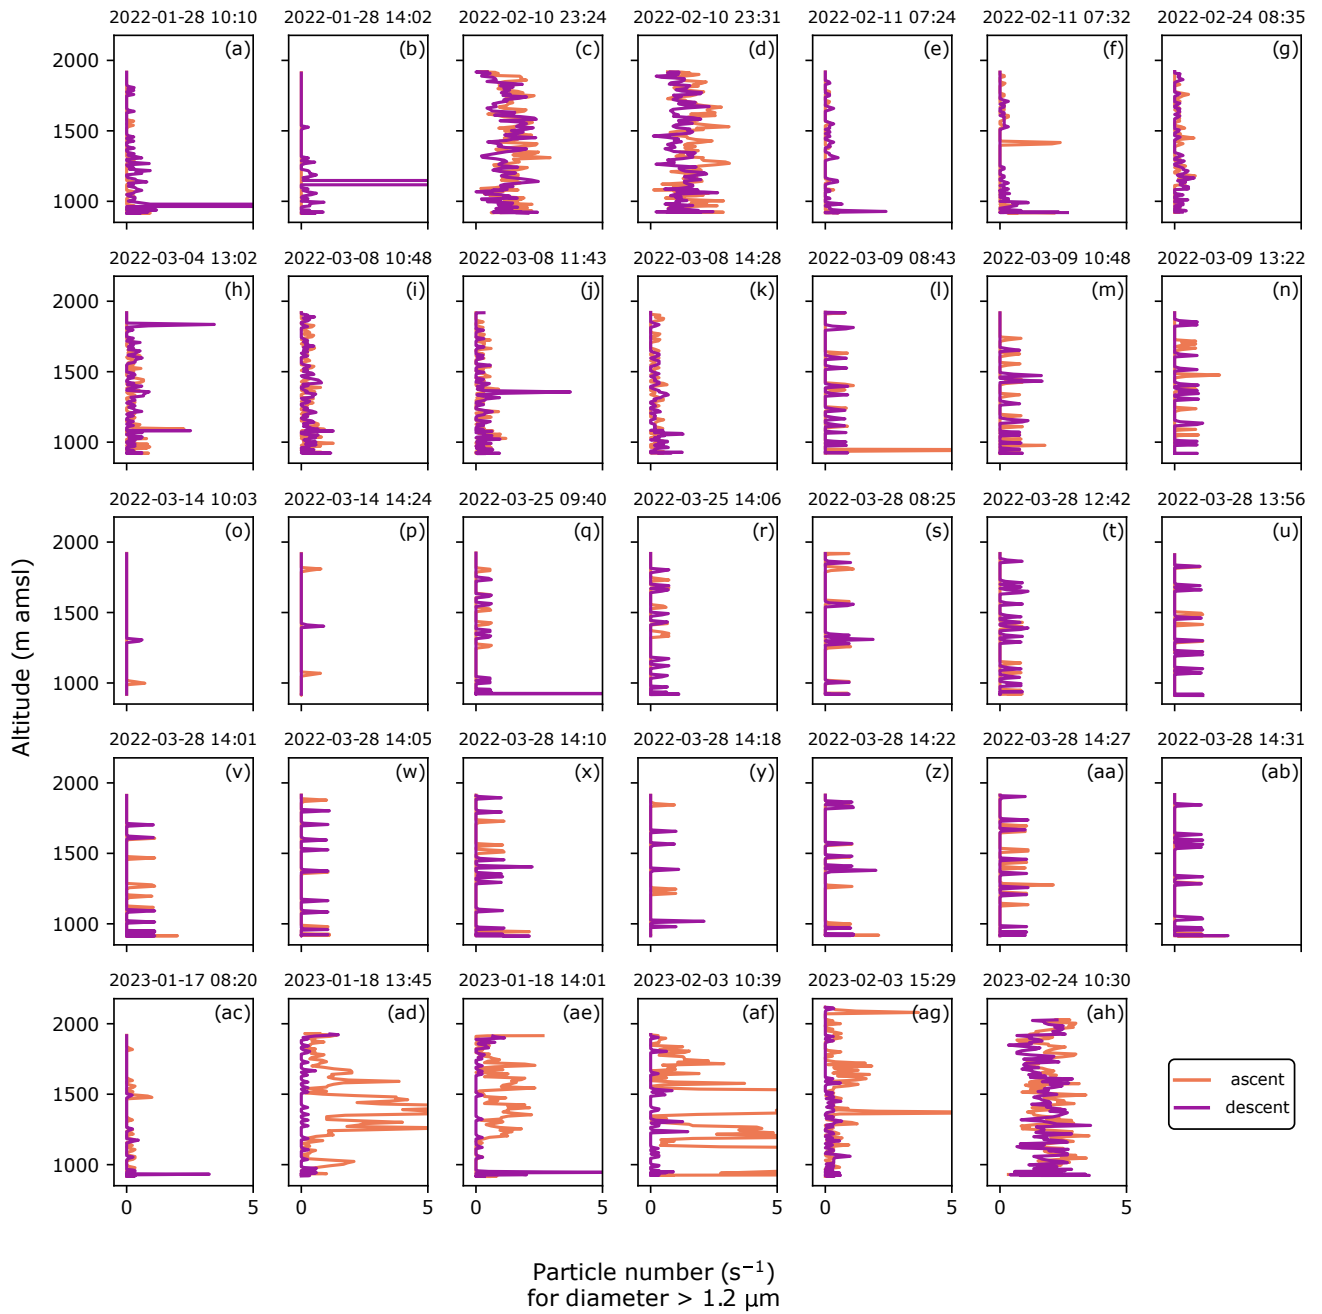 2022-01-28 10:10 2022-01-28 14:02 2022-02-10 23:24 2022-02-10 23:31 2022-02-11 07:24 2022-02-11 07:32 2022-02-24 08:35
(a) (b) (c) (d) (e) (f) (g)
2000
1500
1000
2022-03-04 13:02 2022-03-08 10:48 2022-03-08 11:43 2022-03-08 14:28 2022-03-09 08:43 2022-03-09 10:48 2022-03-09 13:22
(h) (i) (j) (k) (l) (m) (n)
2000
1500
1000
2022-03-14 10:03 2022-03-14 14:24 2022-03-25 09:40 2022-03-25 14:06 2022-03-28 08:25 2022-03-28 12:42 2022-03-28 13:56
(o) (p) (q) (r) (s) (t) (u)
2000
1500
1000
Altitude (m amsl)
2022-03-28 14:01 2022-03-28 14:05 2022-03-28 14:10 2022-03-28 14:18 2022-03-28 14:22 2022-03-28 14:27 2022-03-28 14:31
(v) (w) (x) (y) (z) (aa) (ab)
2000
1500
1000
2023-01-17 08:20 2023-01-18 13:45 2023-01-18 14:01 2023-02-03 10:39 2023-02-03 15:29 2023-02-24 10:30
(ac) (ad) (ae) (af) (ag) (ah)
2000
1500
1000
ascent
descent
0 5 0 5 0 5 0 5 0 5 0 5
Particle number (s⁻¹)
for diameter > 1.2 µm